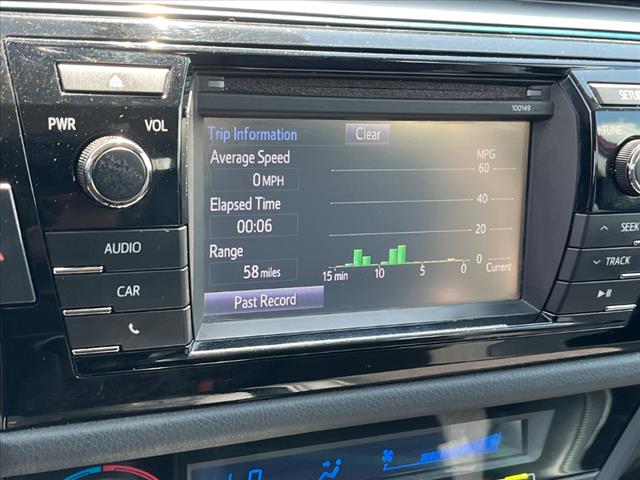 100149
SETUP
PWR
VOL
TUNE
Trip Information
Clear
Average Speed
0 MPH
Elapsed Time
00:06
Range
58 miles
Past Record
MPG
60
40
20
0
15 min
10
5
0
Current
AUDIO
CAR
SEEK
TRACK
LO